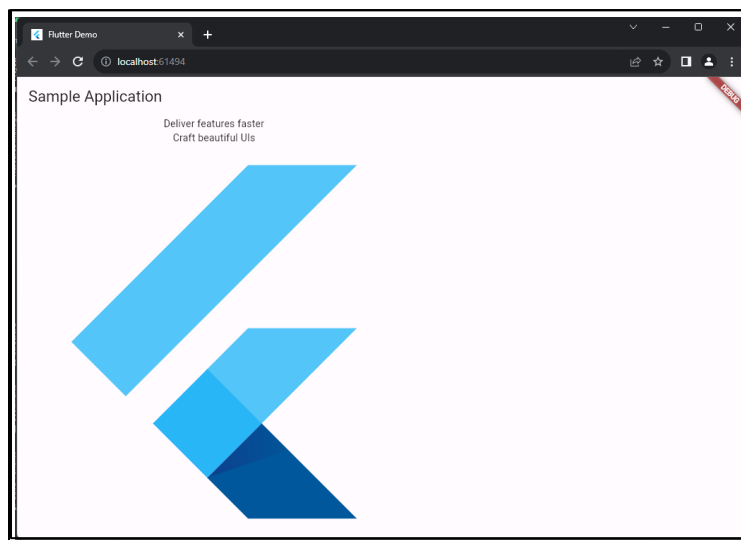 Flutter Demo
localhost:61494
Sample Application
DEBUG
Deliver features faster
Craft beautiful UIs